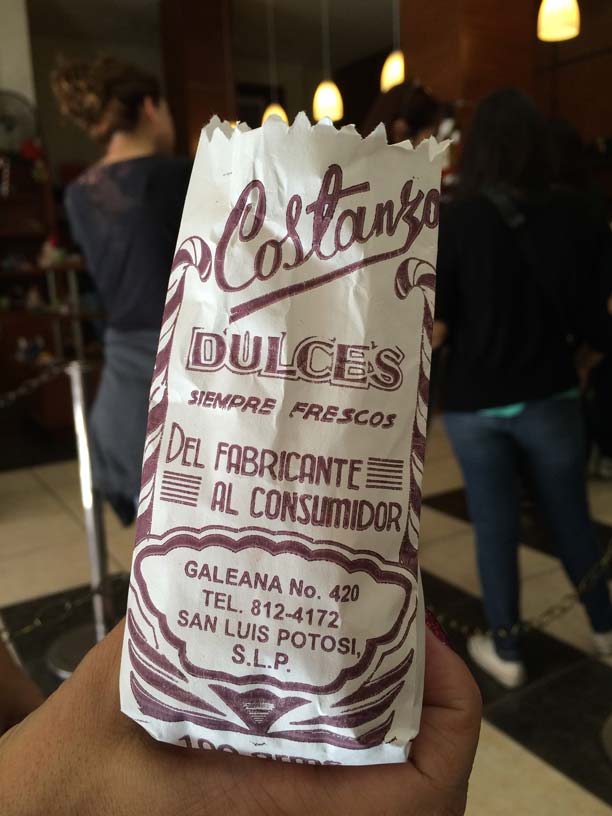 Costanzo
DULCES
SIEMPRE FRESCOS
DEL FABRICANTE
AL CONSUMIDOR
GALEANA No. 420
TEL. 812-4172
SAN LUIS POTOSI,
S.L.P.